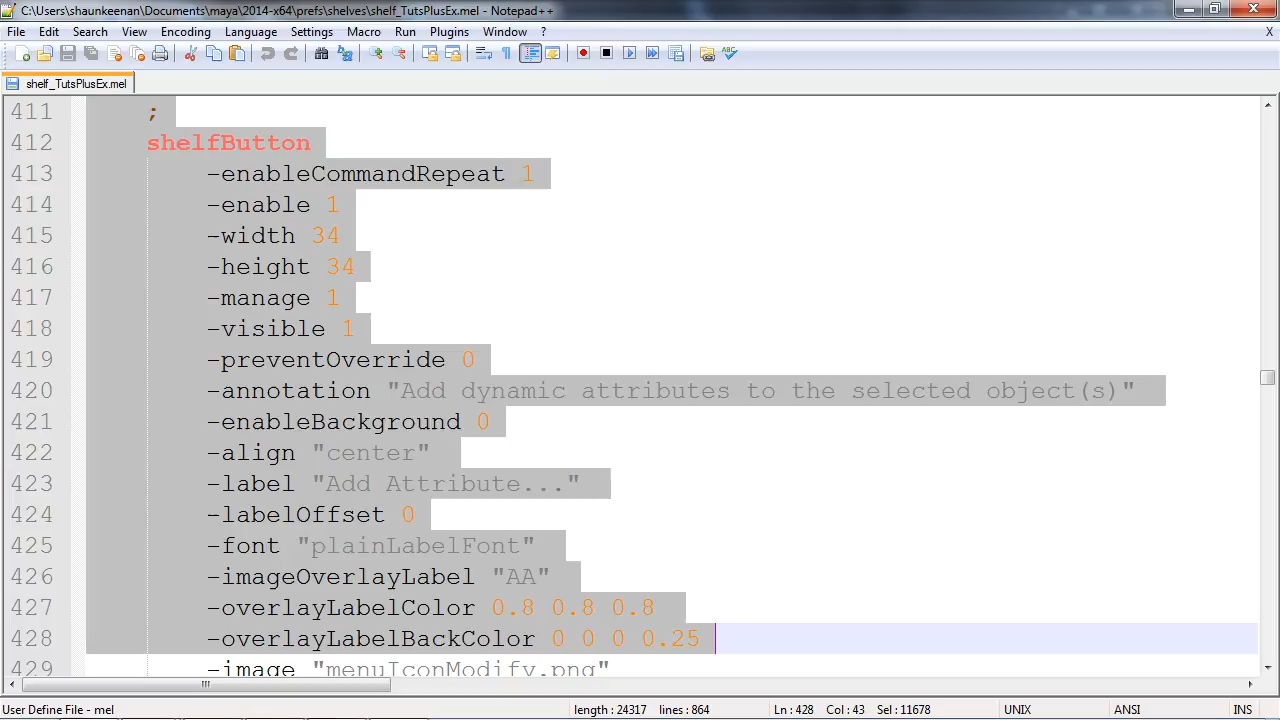 C:\Users\shaunkeenan\Documents\maya\2014-x64\prefs\shelves\shelf_TutsPlusEx.mel - Notepad++
File Edit Search View Encoding Language Settings Macro Run Plugins Window ? X
shelf_TutsPlusEx.mel
411 ;
412 shelfButton
413 -enableCommandRepeat 1
414 -enable 1
415 -width 34
416 -height 34
417 -manage 1
418 -visible 1
419 -preventOverride 0
420 -annotation "Add dynamic attributes to the selected object(s)"
421 -enableBackground 0
422 -align "center"
423 -label "Add Attribute..."
424 -labelOffset 0
425 -font "plainLabelFont"
426 -imageOverlayLabel "AA"
427 -overlayLabelColor 0.8 0.8 0.8
428 -overlayLabelBackColor 0 0 0 0.25
429 -image "menuIconModify.png"
User Define File - mel length : 24317 lines : 864 Ln : 428 Col : 43 Sel : 11678 UNIX ANSI INS